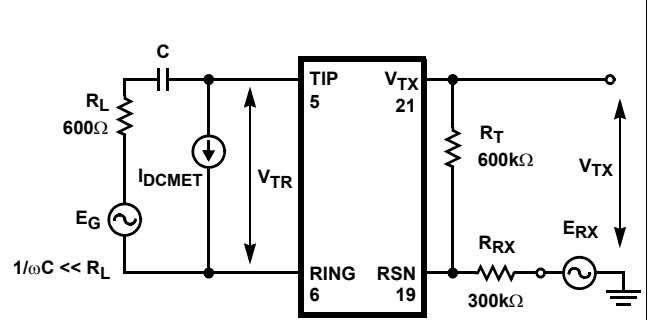 C
RL
600Ω
IDCMET
EG
1/ωC << RL
VTR
TIP
5
RING
6
VTX
21
RSN
19
RT
600kΩ
RRX
300kΩ
ERX
VTX